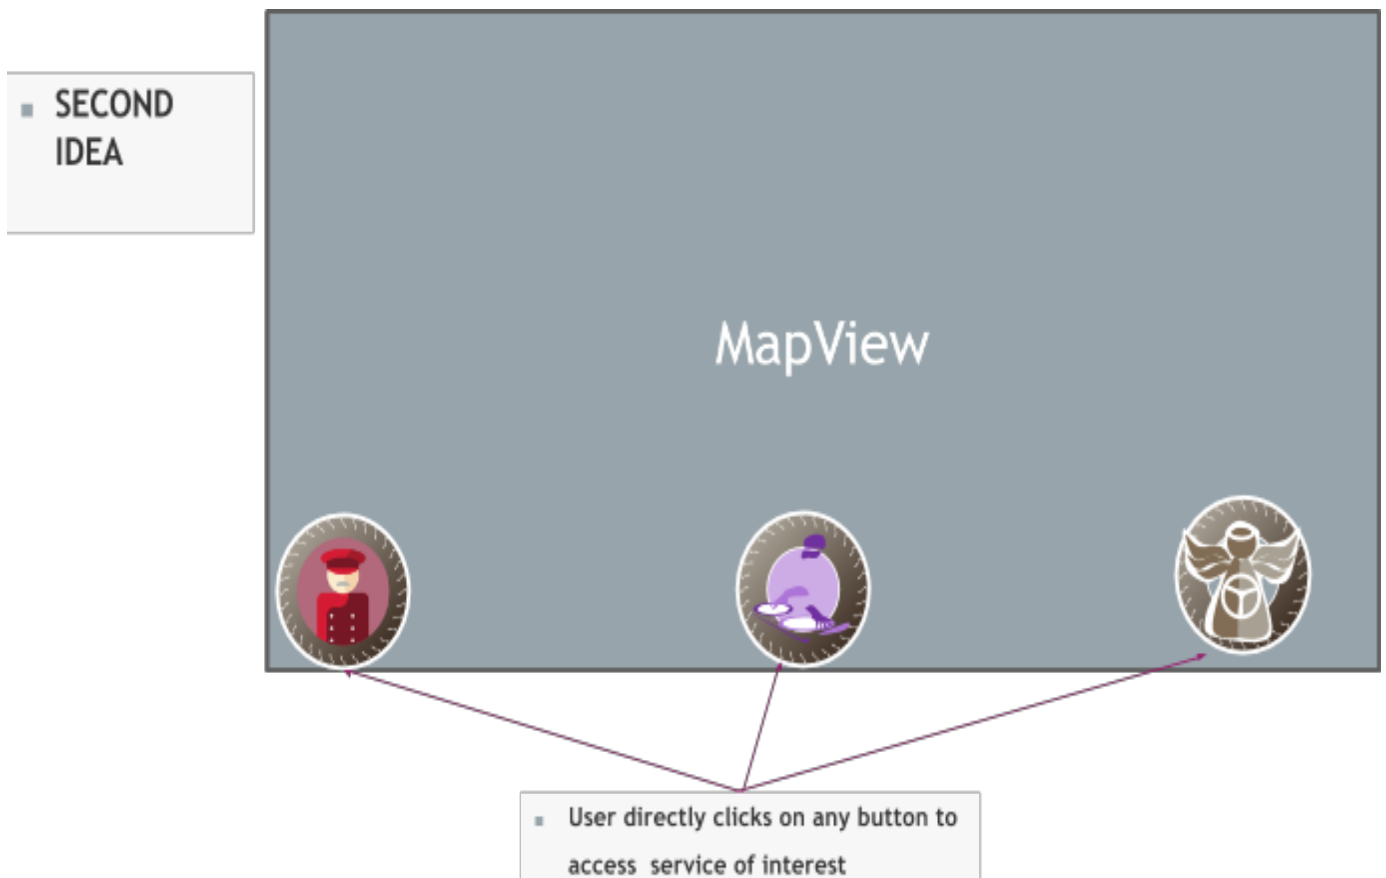 SECOND
IDEA
MapView
User directly clicks on any button to
access service of interest